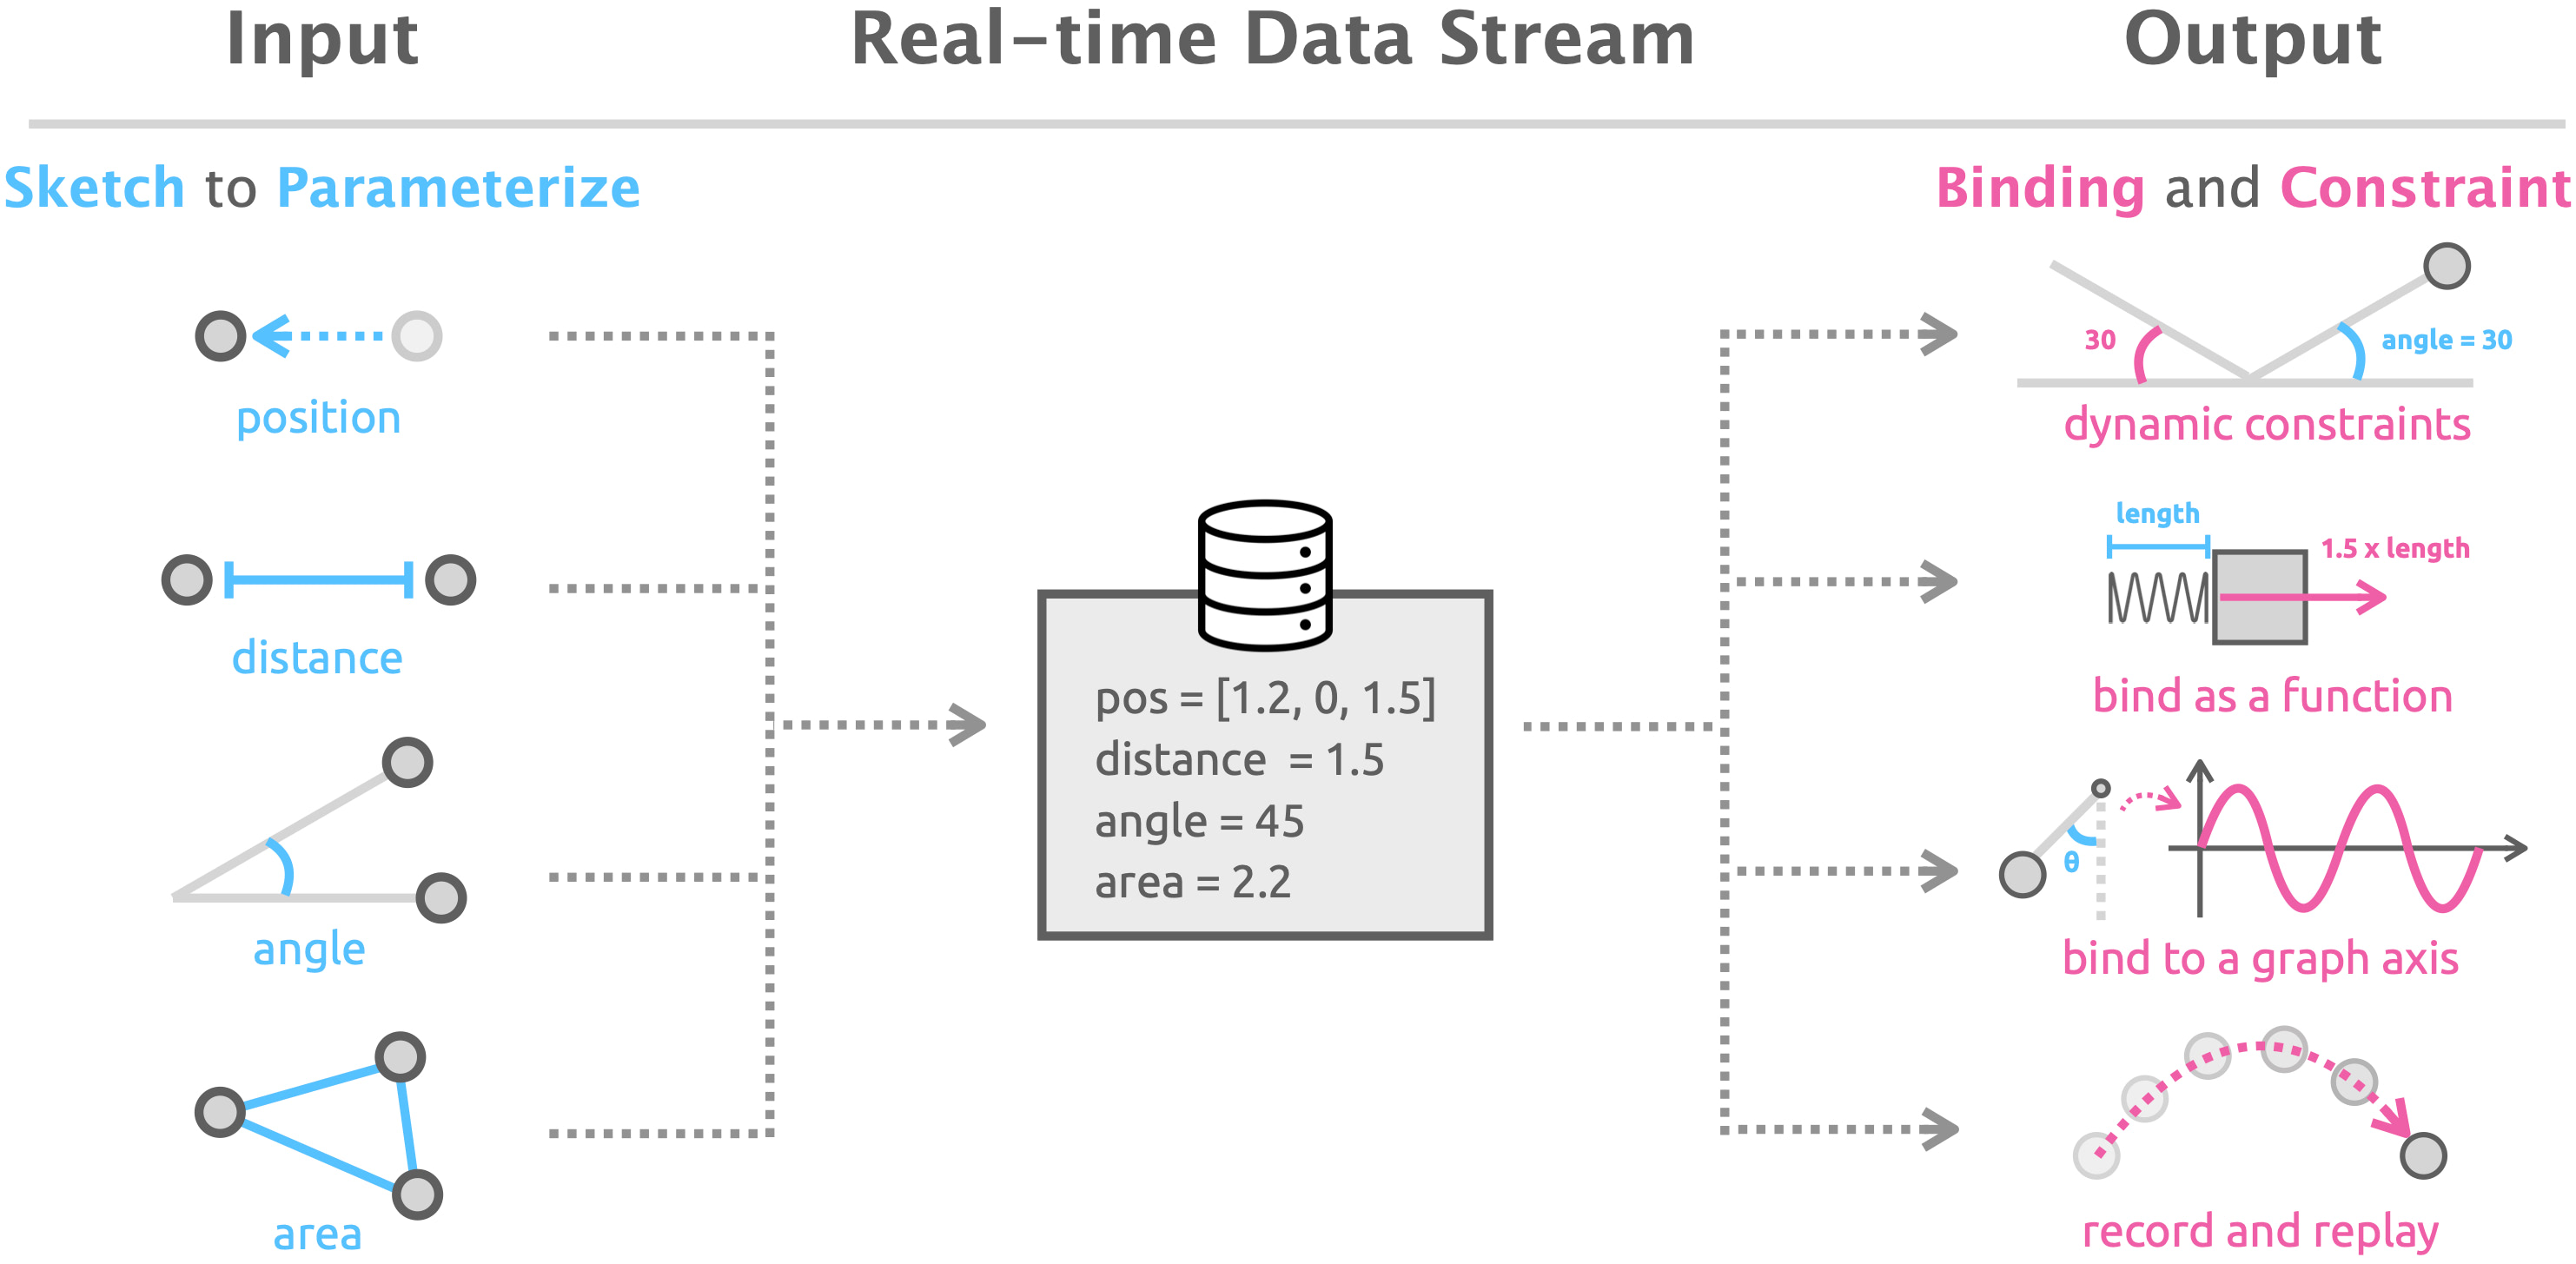 Input
Real-time Data Stream
Output
Sketch to Parameterize
Binding and Constraint
position
distance
angle
area
pos = [1.2, 0, 1.5]
distance = 1.5
angle = 45
area = 2.2
30
angle = 30
dynamic constraints
length
1.5 x length
bind as a function
θ
bind to a graph axis
record and replay